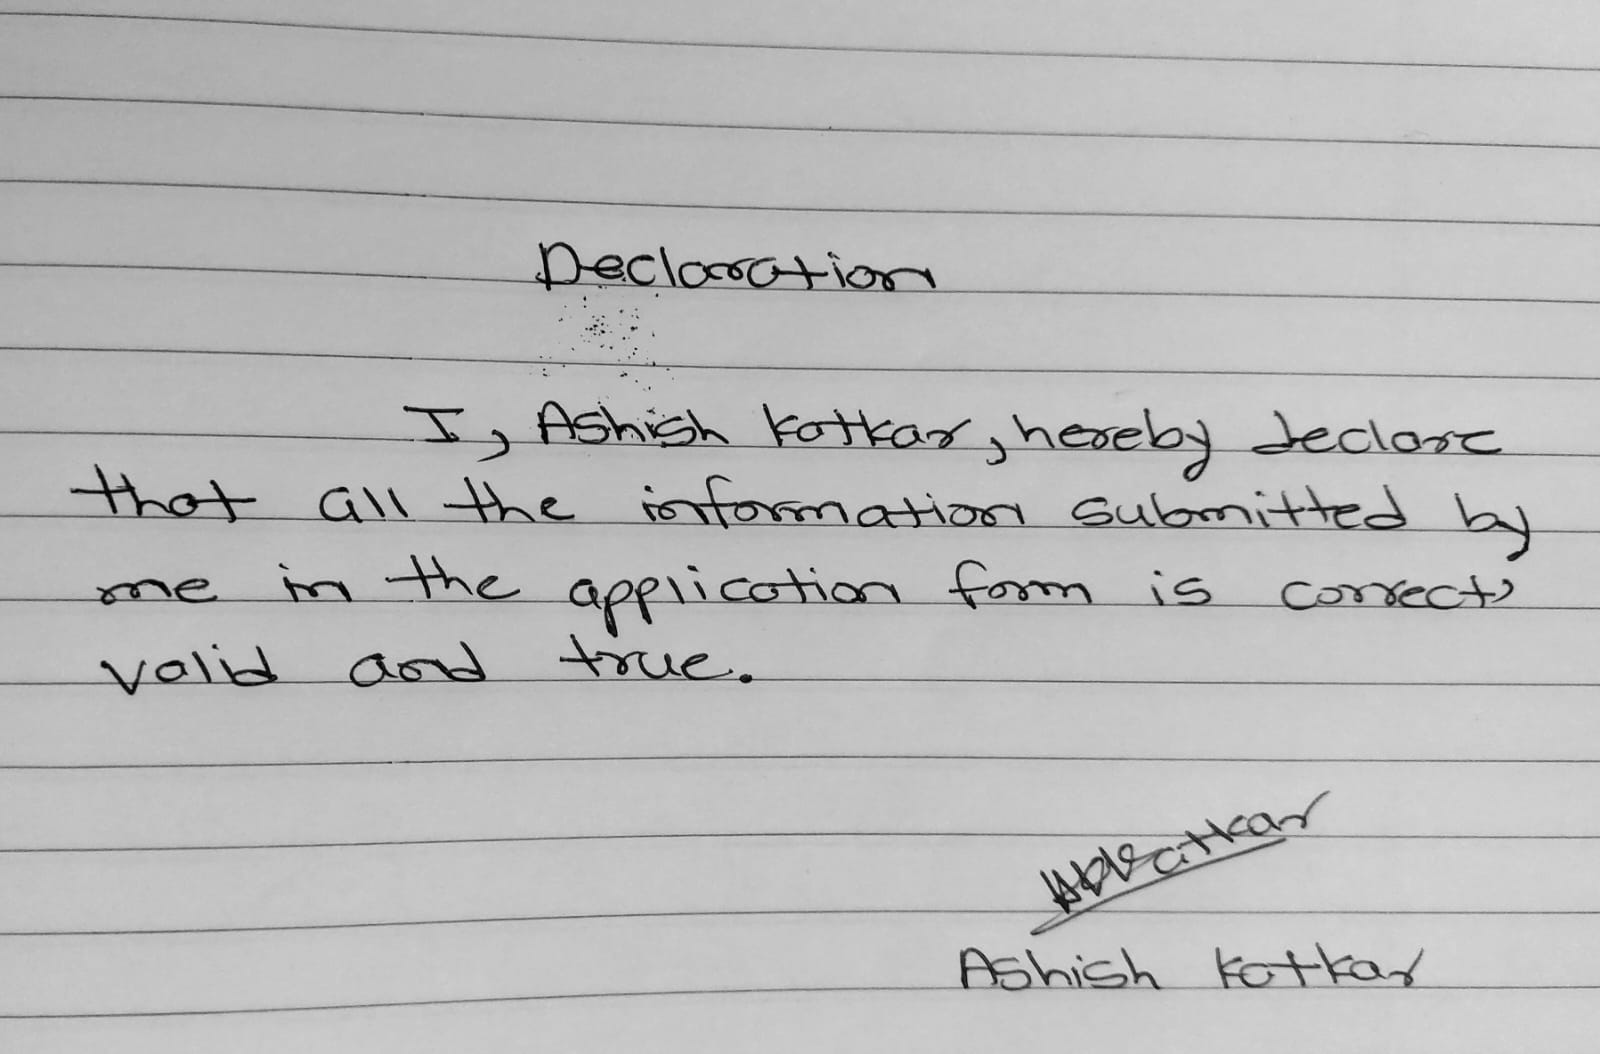 Declaration
I, Ashish Kotkar, hereby declare
that all the information submitted by
me in the application form is correct,
valid and true.
Ashish Kotkar